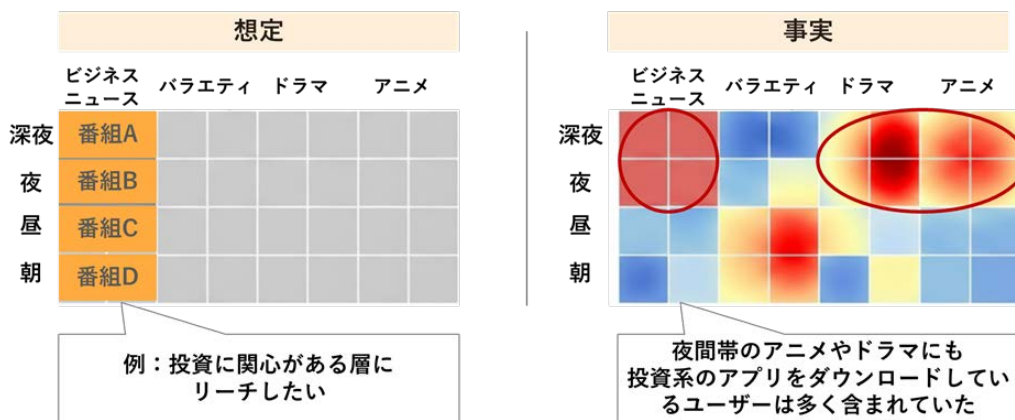 想定
ビジネス
ニュース
バラエティ
ドラマ
アニメ
深夜
夜
昼
朝
番組A
番組B
番組C
番組D
例：投資に関心がある層に
リーチしたい
事実
ビジネス
ニュース
バラエティ
ドラマ
アニメ
深夜
夜
昼
朝
夜間帯のアニメやドラマにも
投資系のアプリをダウンロードしてい
るユーザーは多く含まれていた